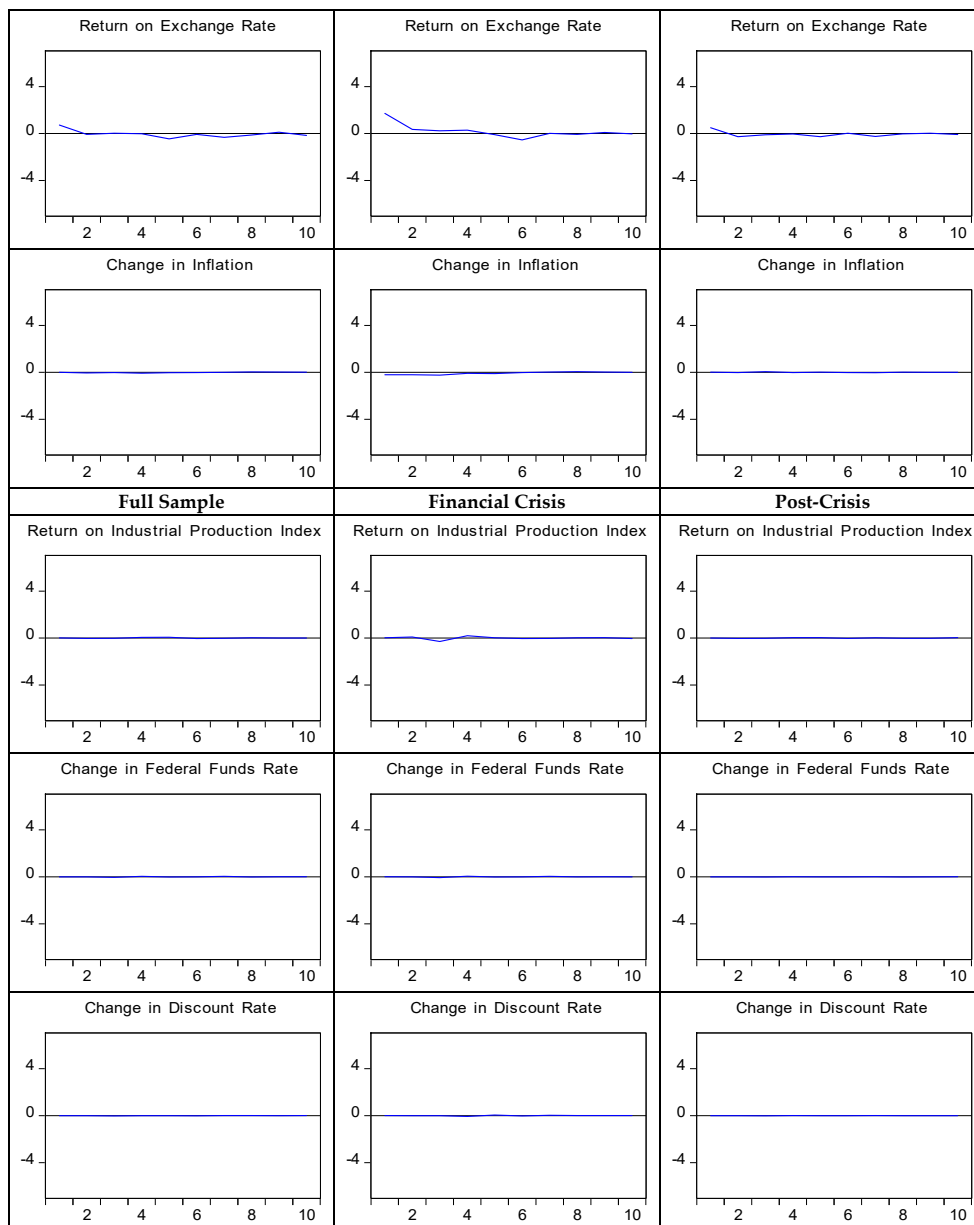 Return on Exchange Rate
4
0
-4
2 4 6 8 10
Return on Exchange Rate
4
0
-4
2 4 6 8 10
Return on Exchange Rate
4
0
-4
2 4 6 8 10
Change in Inflation
4
0
-4
2 4 6 8 10
Change in Inflation
4
0
-4
2 4 6 8 10
Change in Inflation
4
0
-4
2 4 6 8 10
Full Sample
Financial Crisis
Post-Crisis
Return on Industrial Production Index
4
0
-4
2 4 6 8 10
Return on Industrial Production Index
4
0
-4
2 4 6 8 10
Return on Industrial Production Index
4
0
-4
2 4 6 8 10
Change in Federal Funds Rate
4
0
-4
2 4 6 8 10
Change in Federal Funds Rate
4
0
-4
2 4 6 8 10
Change in Federal Funds Rate
4
0
-4
2 4 6 8 10
Change in Discount Rate
4
0
-4
2 4 6 8 10
Change in Discount Rate
4
0
-4
2 4 6 8 10
Change in Discount Rate
4
0
-4
2 4 6 8 10